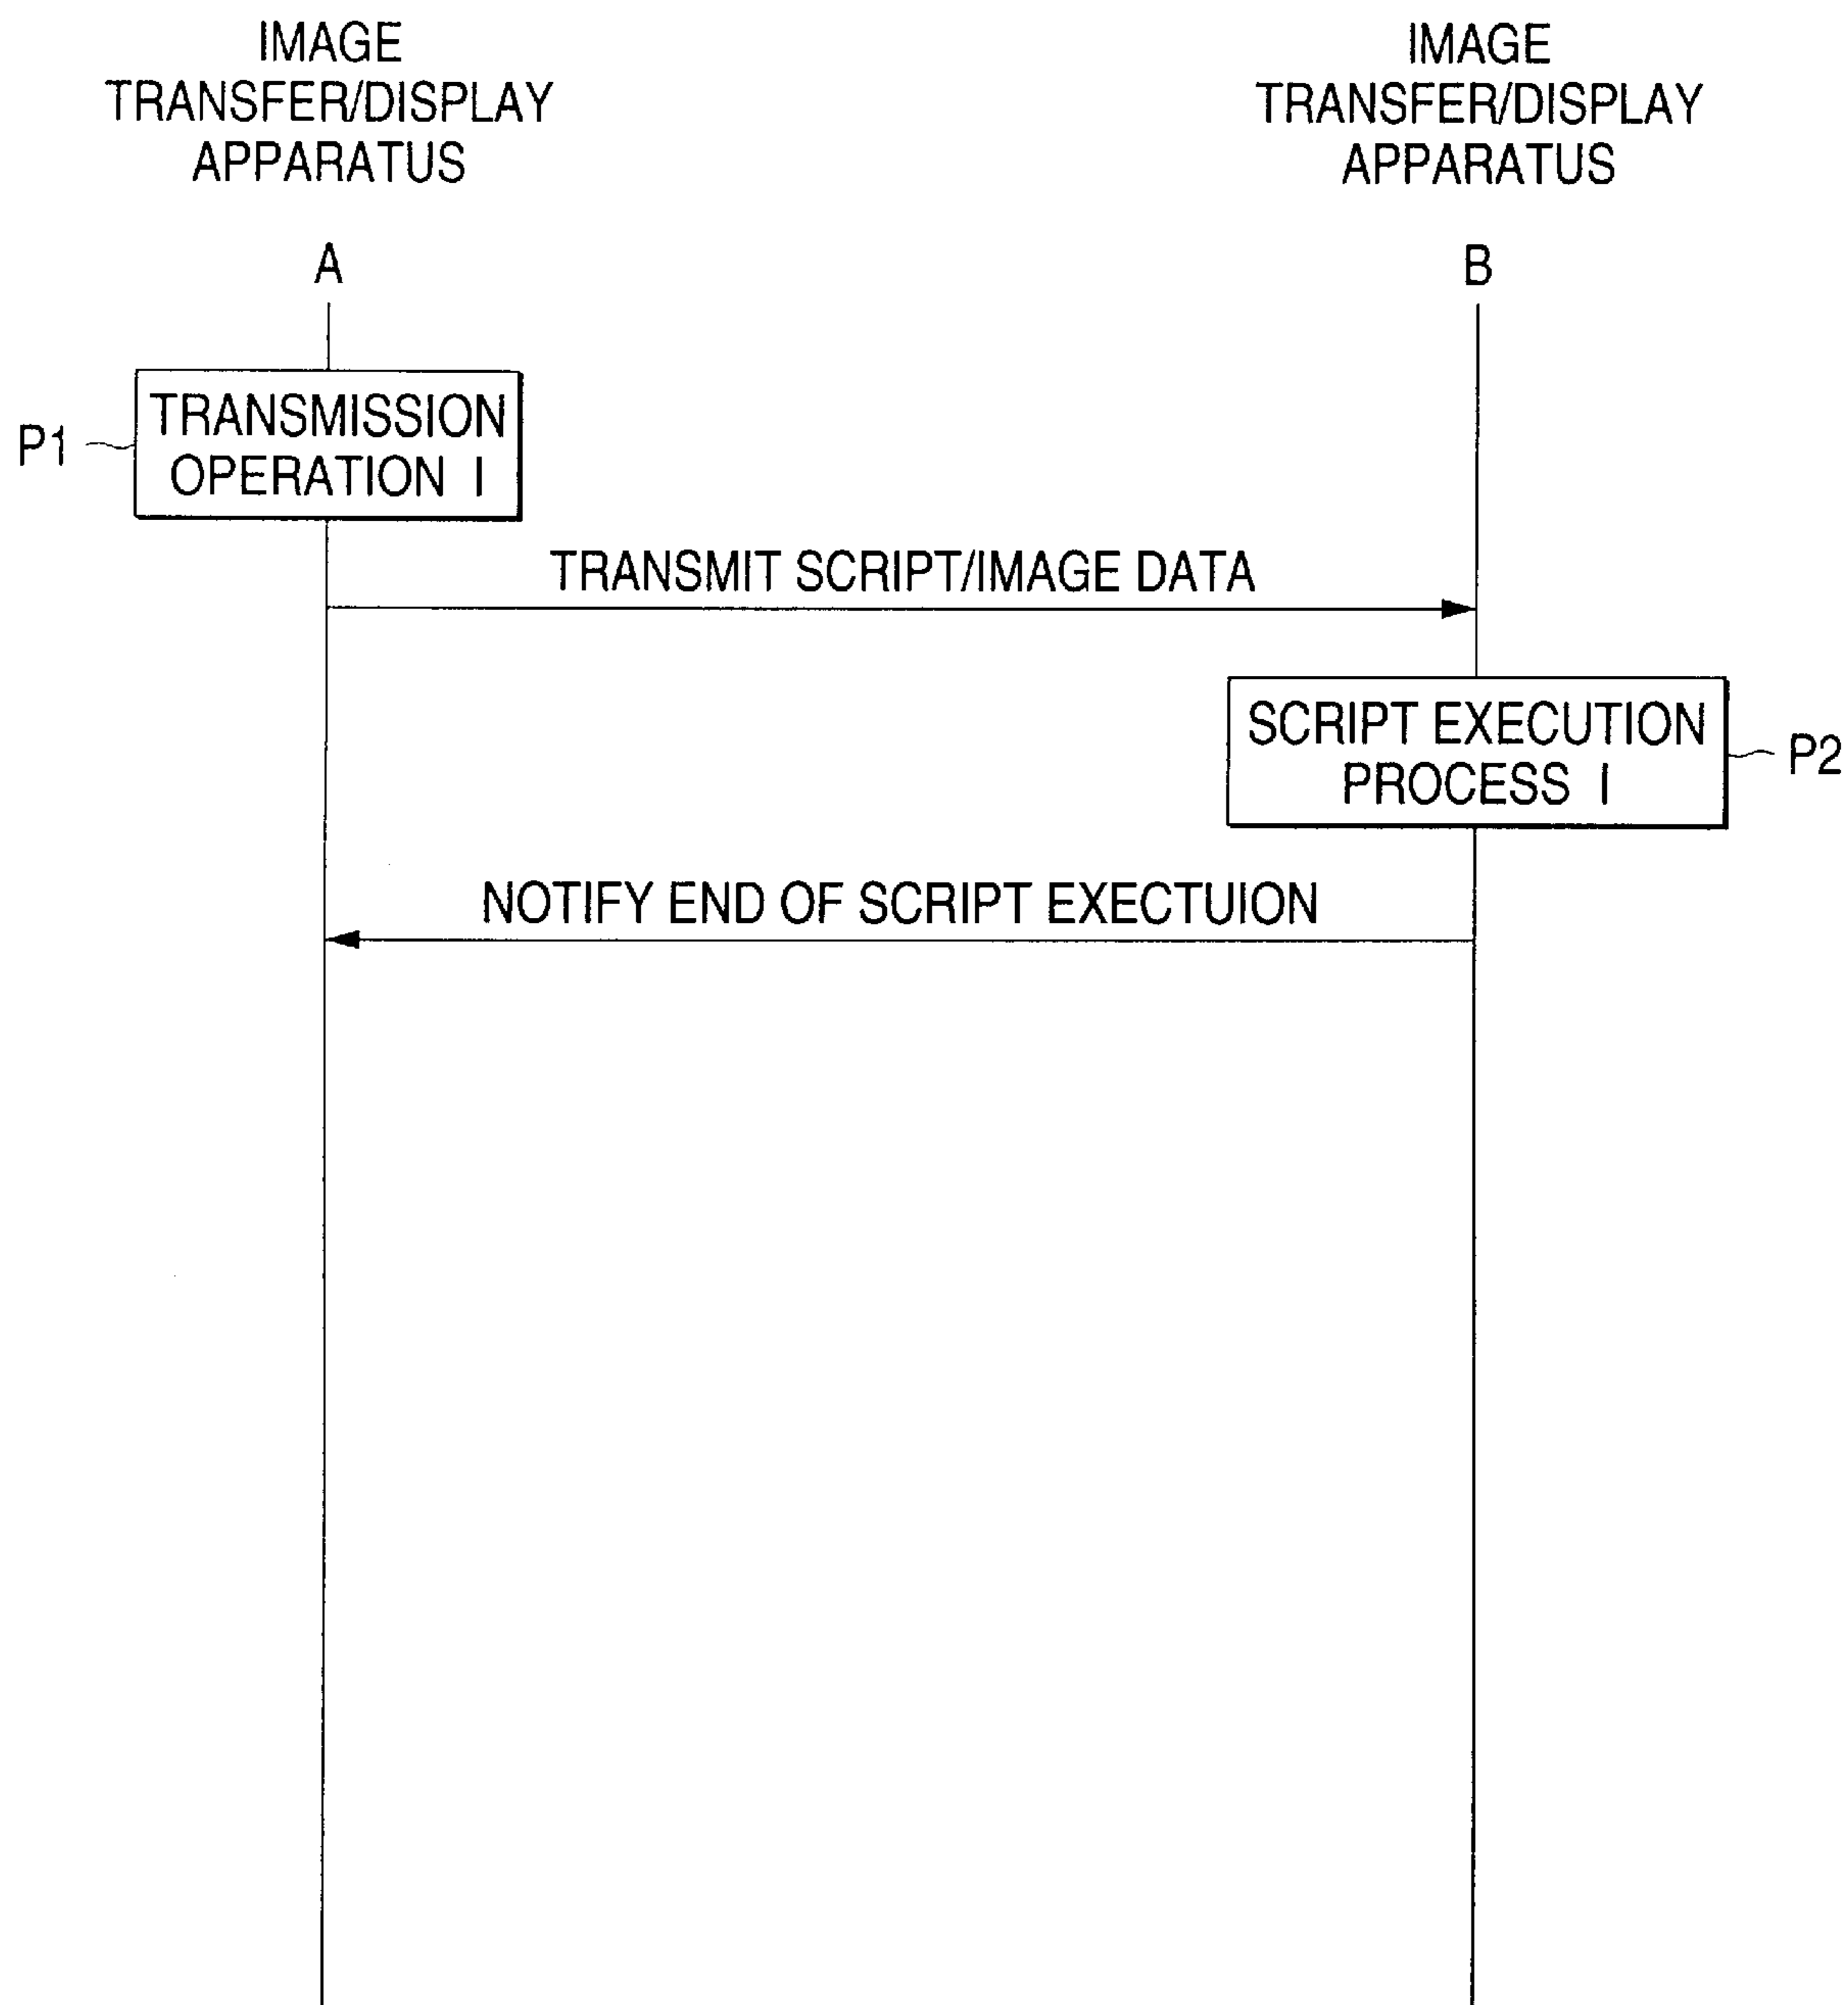 IMAGE
TRANSFER/DISPLAY
APPARATUS
A
IMAGE
TRANSFER/DISPLAY
APPARATUS
B
P1
TRANSMISSION
OPERATION I
TRANSMIT SCRIPT/IMAGE DATA
SCRIPT EXECUTION
PROCESS I
P2
NOTIFY END OF SCRIPT EXECTUION